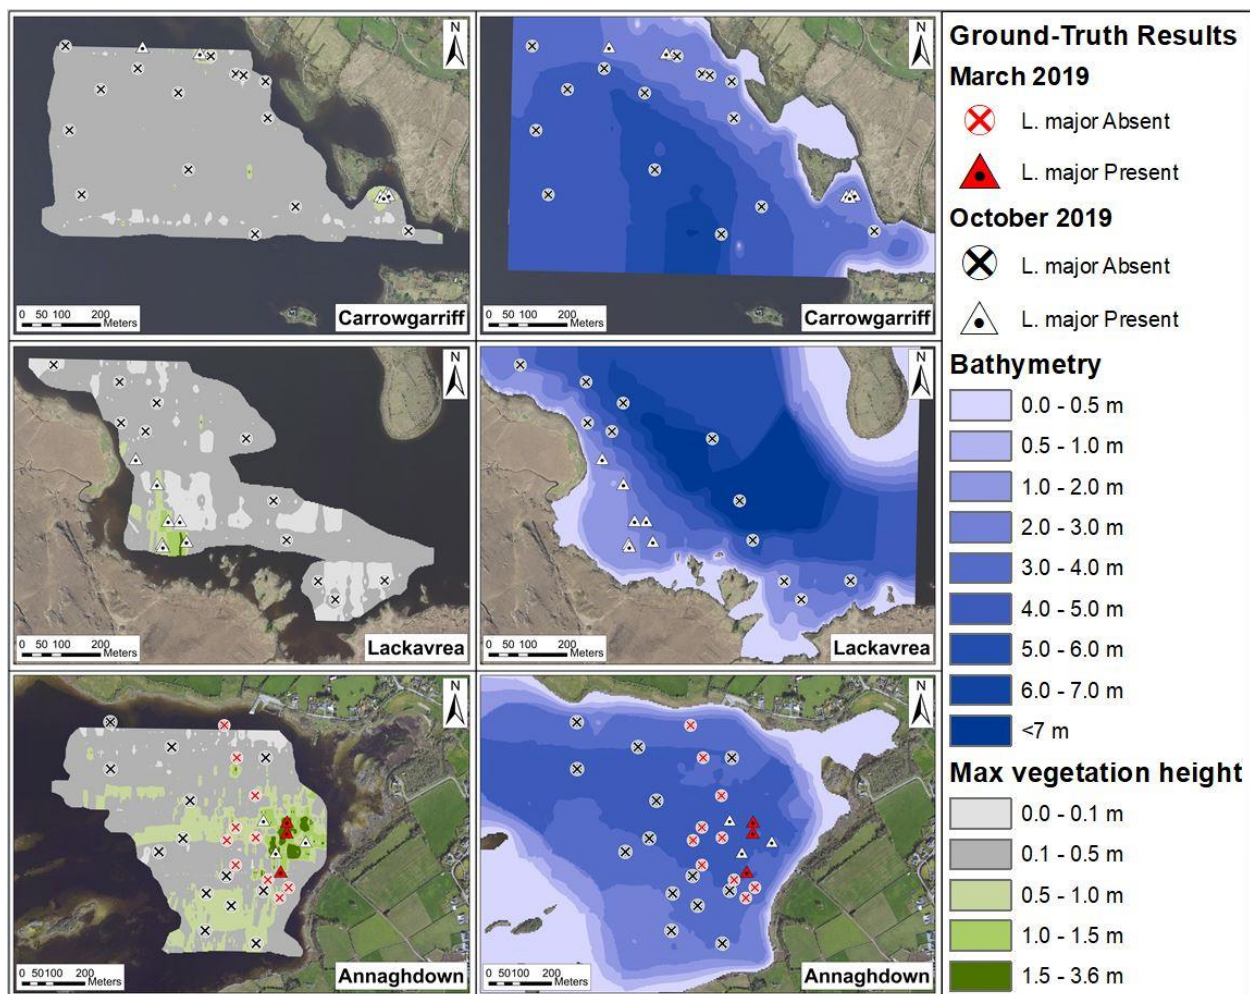 N
0 50 100 200
Meters
Carrowgarriff
N
0 50 100 200
Meters
Carrowgarriff
N
0 50 100 200
Meters
Lackavrea
N
0 50 100 200
Meters
Lackavrea
N
0 50100 200
Meters
Annaghdown
N
0 50100 200
Meters
Annaghdown
Ground-Truth Results
March 2019
L. major Absent
L. major Present
October 2019
L. major Absent
L. major Present
Bathymetry
0.0 - 0.5 m
0.5 - 1.0 m
1.0 - 2.0 m
2.0 - 3.0 m
3.0 - 4.0 m
4.0 - 5.0 m
5.0 - 6.0 m
6.0 - 7.0 m
<7 m
Max vegetation height
0.0 - 0.1 m
0.1 - 0.5 m
0.5 - 1.0 m
1.0 - 1.5 m
1.5 - 3.6 m